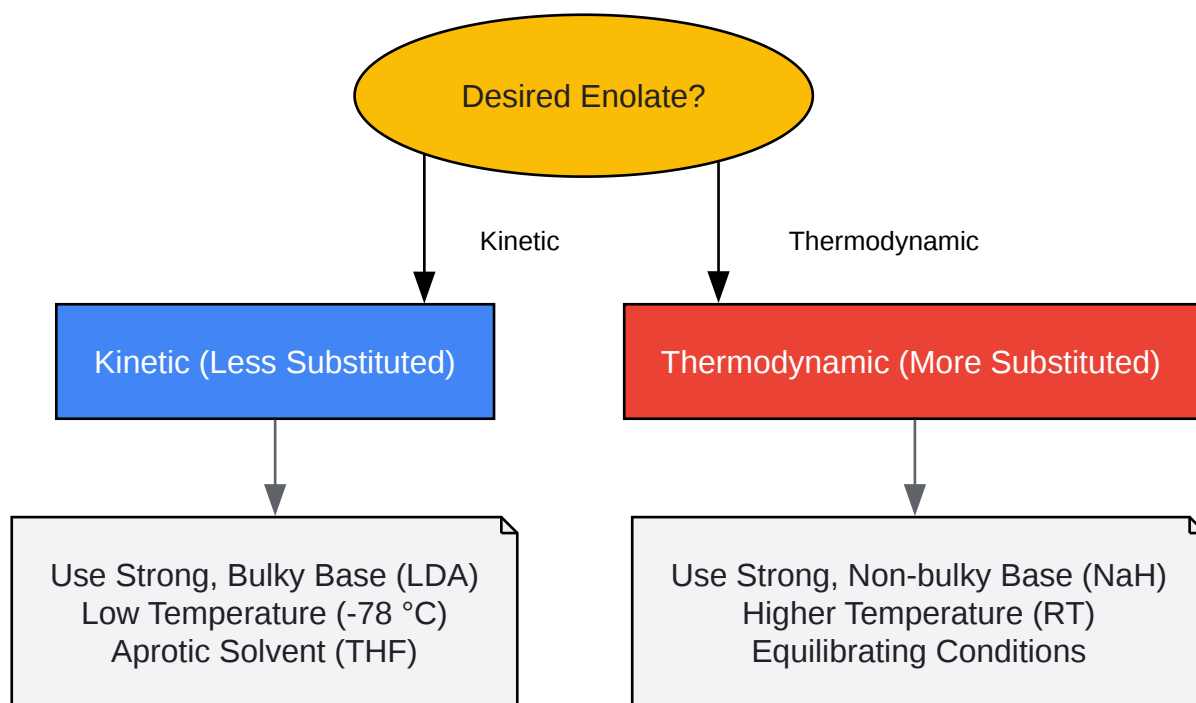 Desired Enolate?
Kinetic
Thermodynamic
Kinetic (Less Substituted)
Thermodynamic (More Substituted)
Use Strong, Bulky Base (LDA)
Low Temperature (-78 °C)
Aprotic Solvent (THF)
Use Strong, Non-bulky Base (NaH)
Higher Temperature (RT)
Equilibrating Conditions